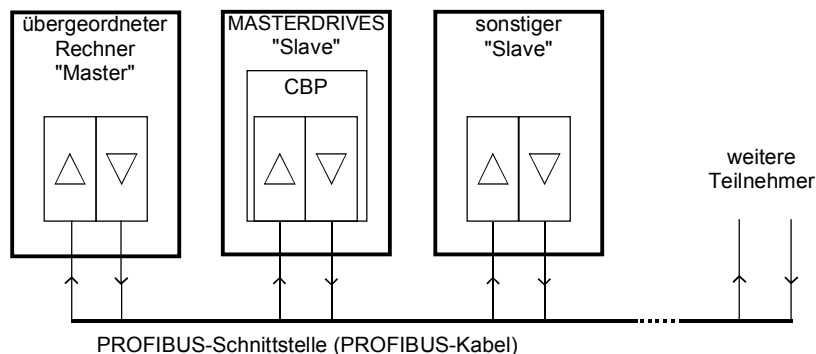 übergeordneter
Rechner
"Master"
MASTERDRIVES
"Slave"
CBP
sonstiger
"Slave"
weitere
Teilnehmer
PROFIBUS-Schnittstelle (PROFIBUS-Kabel)